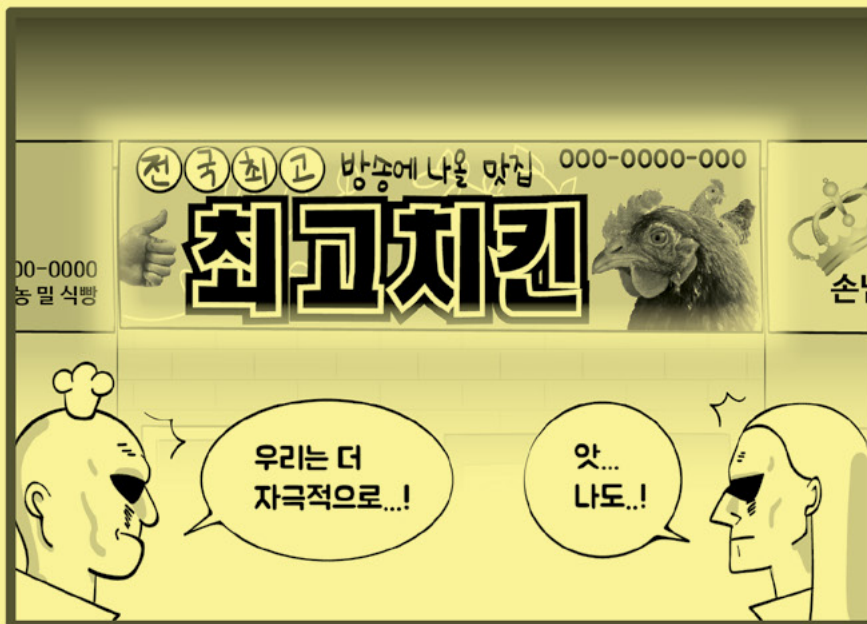 전국최고 방송에 나올 맛집 000-0000-000
최고치킨
00-0000
농밀식빵
손님
우리는 더
자극적으로...!
앗...
나도..!